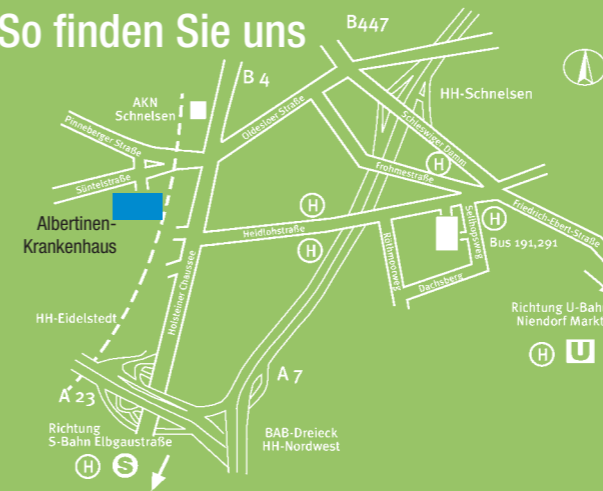 So finden Sie uns
B447
B 4
AKN
Schnelsen
HH-Schnelsen
Pinneberger Straße
Oldesloer Straße
Schleswiger Damm
Süntelstraße
Frohmestraße
H
Albertinen-
Krankenhaus
H
Heidlohstraße
H
Sellhopsweg
H
Friedrich-Ebert-Straße
Bus 191,291
Röthmoorweg
Dachsberg
Holsteiner Chaussee
HH-Eidelstedt
Richtung U-Bahn
Niendorf Markt
H U
A 7
A 23
Richtung
S-Bahn Elbgaustraße
H S
BAB-Dreieck
HH-Nordwest